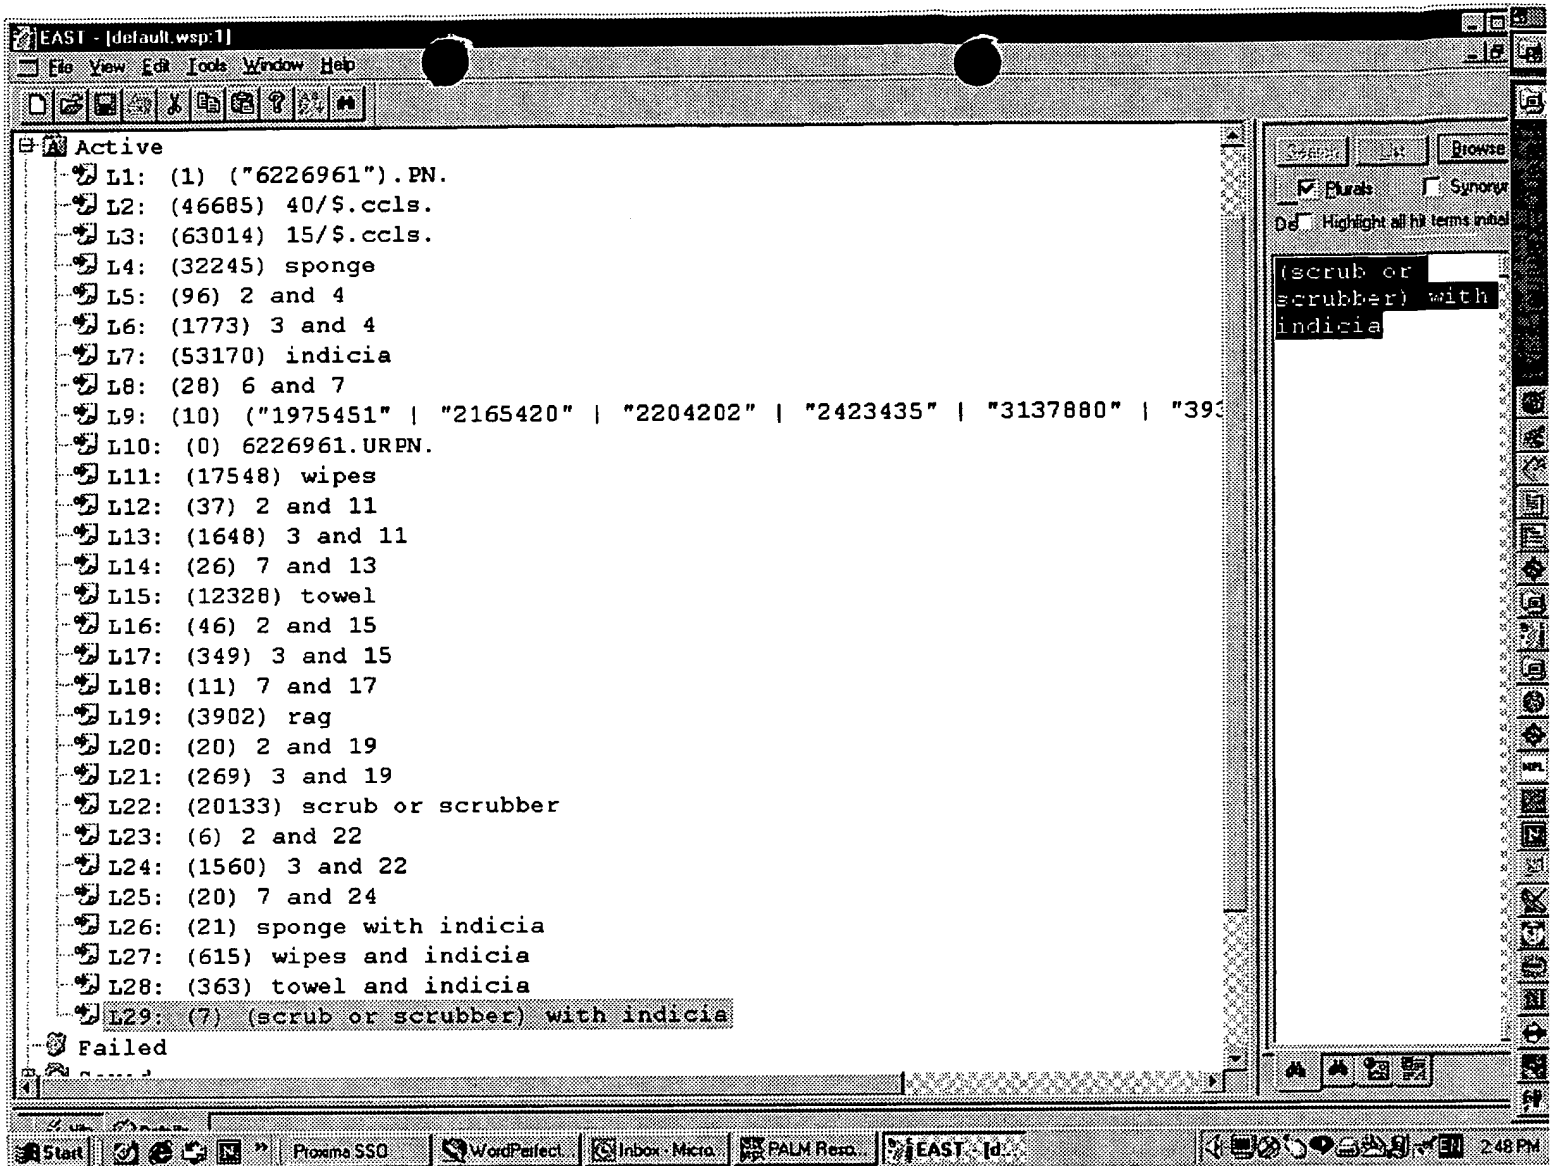 EAST - [default.wsp:1]
File View Edit Tools Window Help
Active
L1: (1) ("6226961").PN.
L2: (46685) 40/$.ccls.
L3: (63014) 15/$.ccls.
L4: (32245) sponge
L5: (96) 2 and 4
L6: (1773) 3 and 4
L7: (53170) indicia
L8: (28) 6 and 7
L9: (10) ("1975451" | "2165420" | "2204202" | "2423435" | "3137880" | "393
L10: (0) 6226961.URPN.
L11: (17548) wipes
L12: (37) 2 and 11
L13: (1648) 3 and 11
L14: (26) 7 and 13
L15: (12328) towel
L16: (46) 2 and 15
L17: (349) 3 and 15
L18: (11) 7 and 17
L19: (3902) rag
L20: (20) 2 and 19
L21: (269) 3 and 19
L22: (20133) scrub or scrubber
L23: (6) 2 and 22
L24: (1560) 3 and 22
L25: (20) 7 and 24
L26: (21) sponge with indicia
L27: (615) wipes and indicia
L28: (363) towel and indicia
L29: (7) (scrub or scrubber) with indicia
Failed
Search List Browse
Plurals Synonyr
De Highlight all hit terms initial
(scrub or
scrubber) with
indicia
Start Proxima SSO WordPerfect Inbox - Micro. PALM Reso... EAST - [d... 2:48 PM